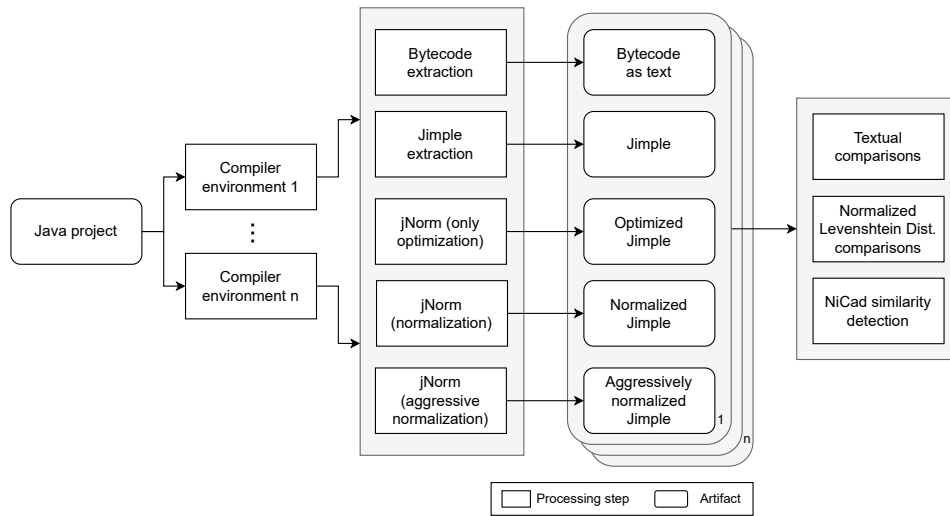 Java project
Compiler
environment 1
⋮
Compiler
environment n
Bytecode
extraction
Jimple
extraction
jNorm (only
optimization)
jNorm
(normalization)
jNorm
(aggressive
normalization)
Bytecode
as text
Jimple
Optimized
Jimple
Normalized
Jimple
Aggressively
normalized
Jimple
1
n
Textual
comparisons
Normalized
Levenshtein Dist.
comparisons
NiCad similarity
detection
Processing step
Artifact